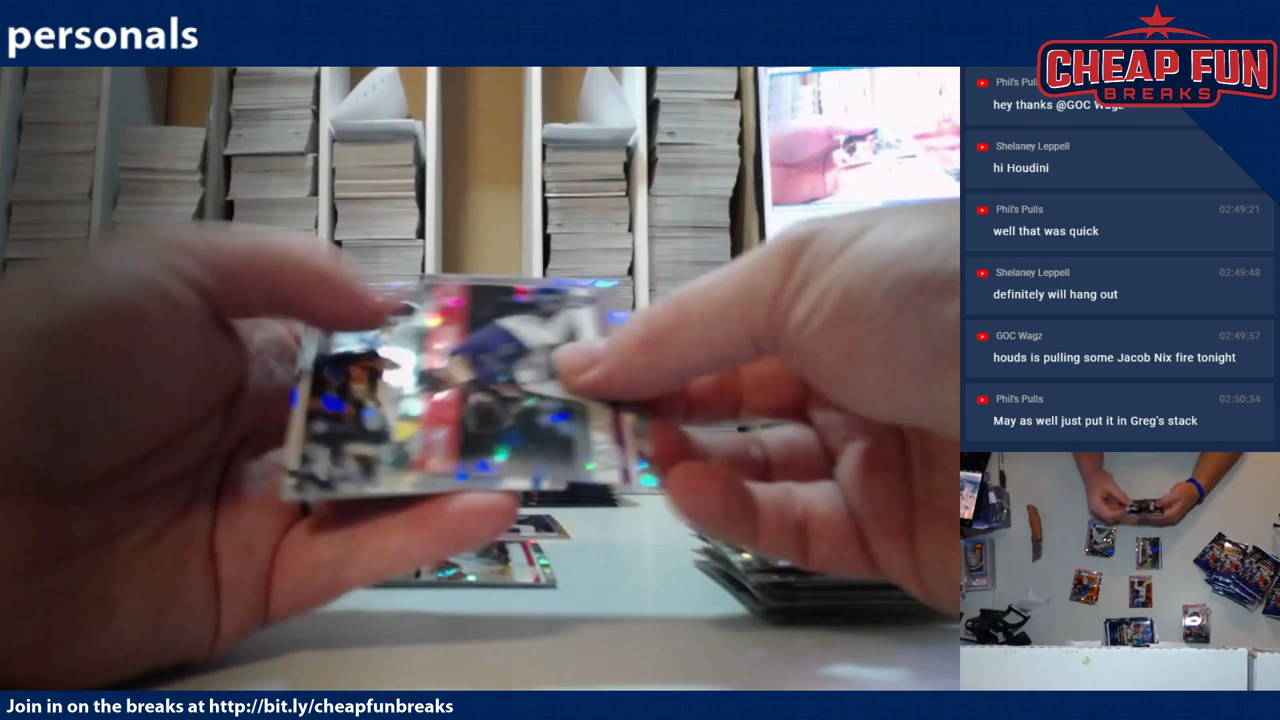 personals
CHEAP FUN
BREAKS
Phil's Pul
hey thanks @GOC Wagz
Shelaney Leppell
hi Houdini
Phil's Pulls 02:49:21
well that was quick
Shelaney Leppell 02:49:48
definitely will hang out
GOC Wagz 02:49:57
houds is pulling some Jacob Nix fire tonight
Phil's Pulls 02:50:34
May as well just put it in Greg's stack
Join in on the breaks at http://bit.ly/cheapfunbreaks